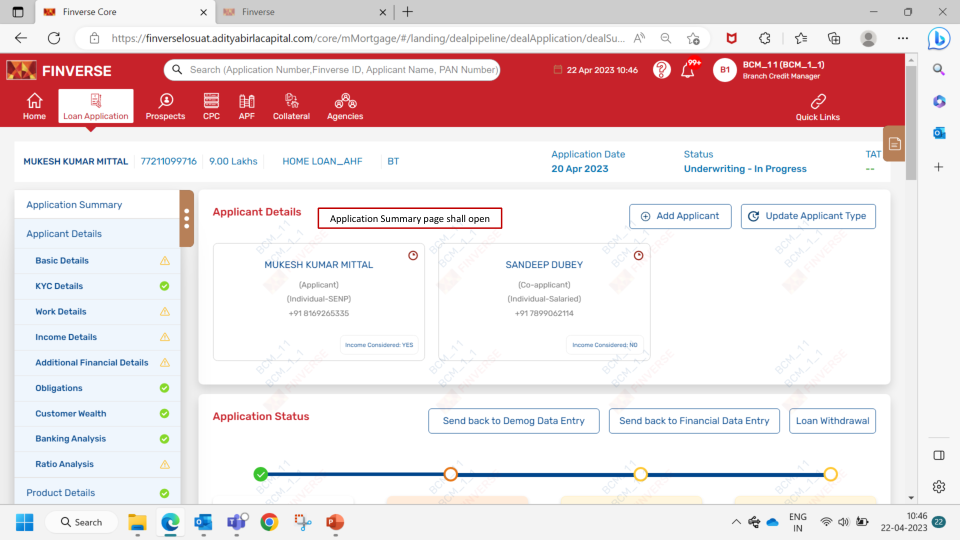 Finverse Core
Finverse
https://finverselosuat.adityabirlacapital.com/core/mMortgage/#/landing/dealpipeline/dealApplication/dealSu...
FINVERSE
Search (Application Number,Finverse ID, Applicant Name, PAN Number)
22 Apr 2023 10:46
99+
B1
BCM_11 (BCM_1_1)
Branch Credit Manager
Home
Loan Application
Prospects
CPC
APF
Collateral
Agencies
Quick Links
MUKESH KUMAR MITTAL
77211099716
9.00 Lakhs
HOME LOAN_AHF
BT
Application Date
20 Apr 2023
Status
Underwriting - In Progress
TAT
--
Application Summary
Applicant Details
Basic Details
KYC Details
Work Details
Income Details
Additional Financial Details
Obligations
Customer Wealth
Banking Analysis
Ratio Analysis
Product Details
Applicant Details
Application Summary page shall open
Add Applicant
Update Applicant Type
MUKESH KUMAR MITTAL
(Applicant)
(Individual-SENP)
+91 8169265335
Income Considered: YES
SANDEEP DUBEY
(Co-applicant)
(Individual-Salaried)
+91 7899062114
Income Considered: NO
Application Status
Send back to Demog Data Entry
Send back to Financial Data Entry
Loan Withdrawal
Search
ENG
IN
10:46
22-04-2023
22